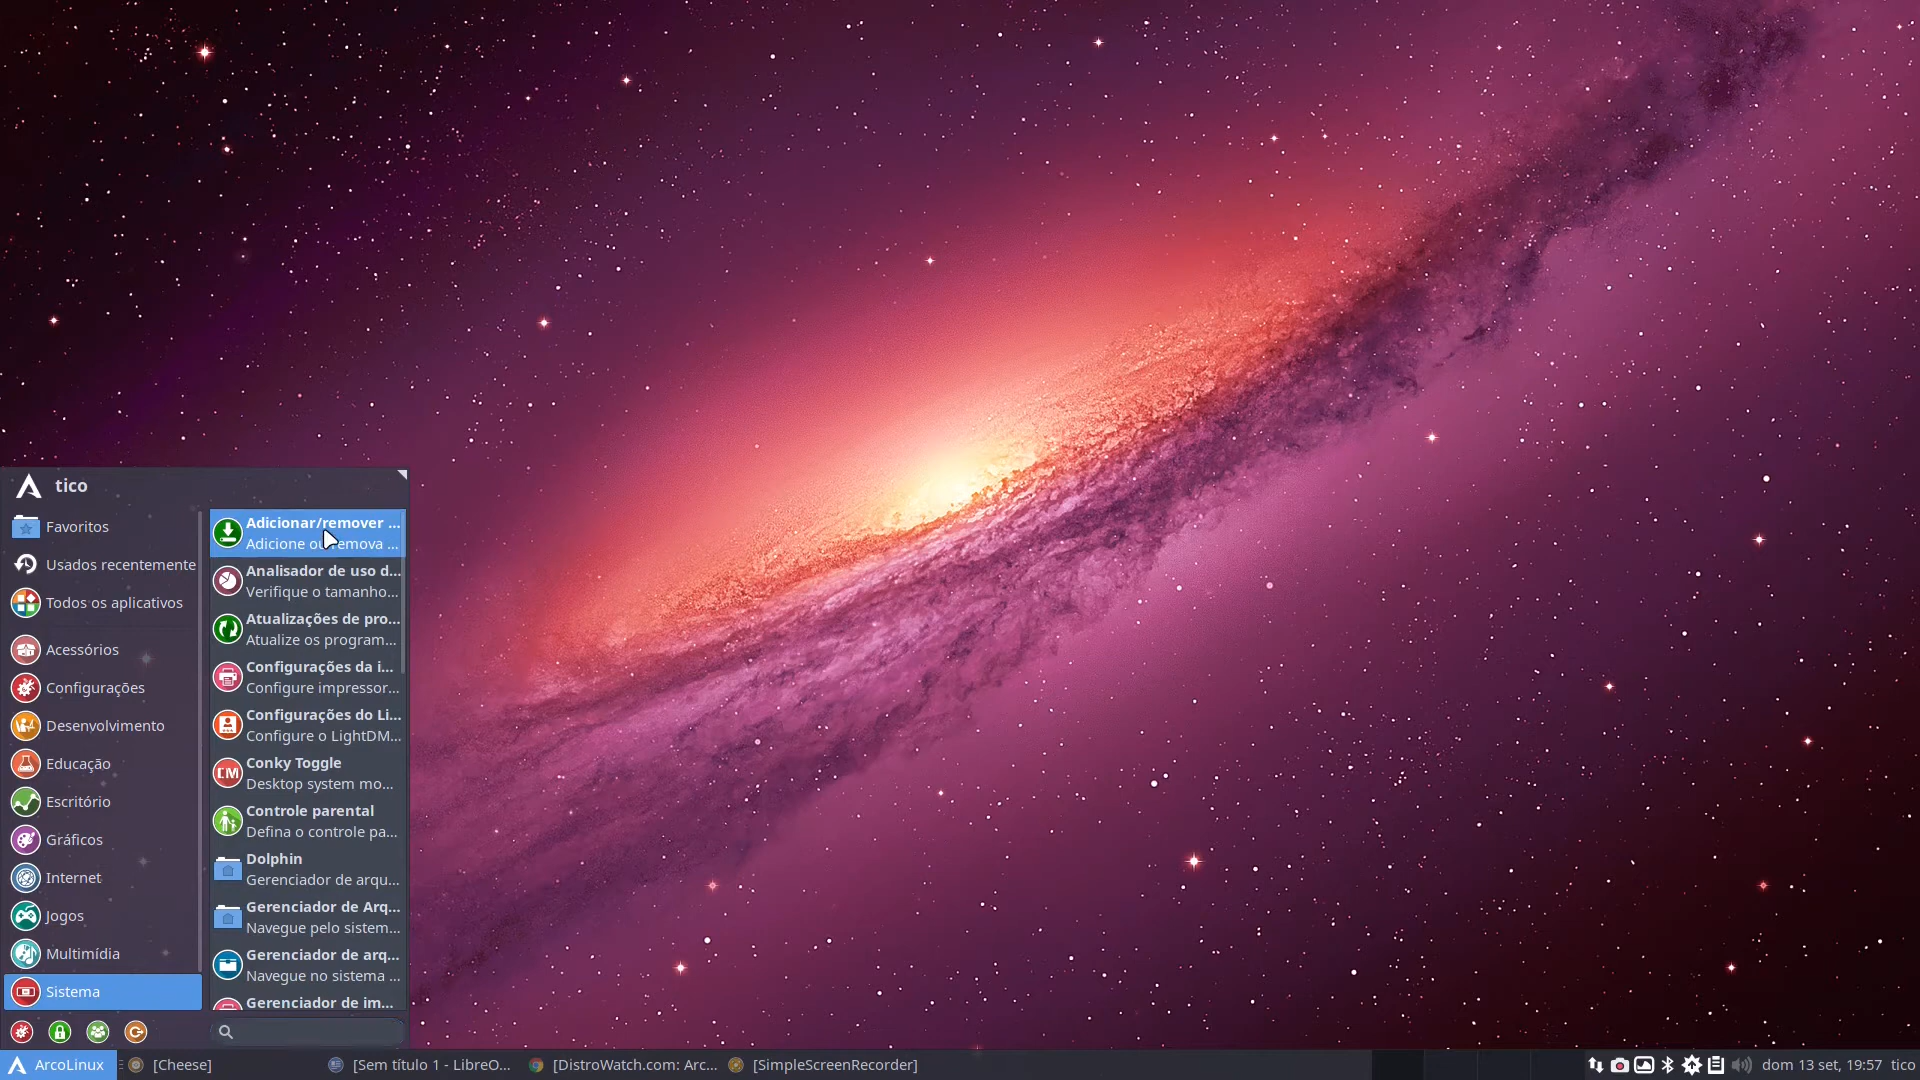 tico
Favoritos
Usados recentemente
Todos os aplicativos
Acessórios
Configurações
Desenvolvimento
Educação
Escritório
Gráficos
Internet
Jogos
Multimídia
Sistema
Adicionar/remover ...
Adicione ou remova ...
Analisador de uso d...
Verifique o tamanho...
Atualizações de pro...
Atualize os program...
Configurações da i...
Configure impressor...
Configurações do Li...
Configure o LightDM...
CM
Conky Toggle
Desktop system mo...
Controle parental
Defina o controle pa...
Dolphin
Gerenciador de arqu...
Gerenciador de Arq...
Navegue pelo sistem...
Gerenciador de arq...
Navegue no sistema ...
Gerenciador de im...
ArcoLinux
[Cheese]
[Sem título 1 - LibreO...
[DistroWatch.com: Arc...
[SimpleScreenRecorder]
dom 13 set, 19:57
tico